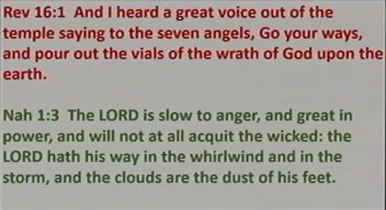 Rev 16:1  And I heard a great voice out of the
temple saying to the seven angels, Go your ways,
and pour out the vials of the wrath of God upon the
earth.
Nah 1:3  The LORD is slow to anger, and great in
power, and will not at all acquit the wicked: the
LORD hath his way in the whirlwind and in the
storm, and the clouds are the dust of his feet.